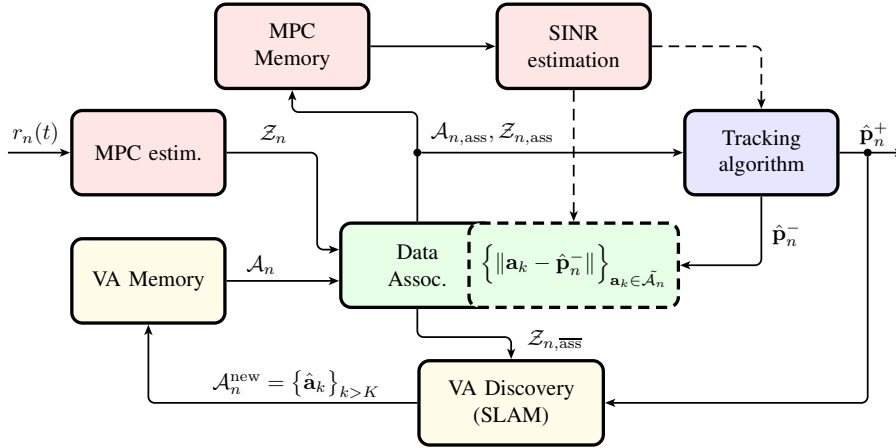 MPC
Memory
SINR
estimation
r_n(t)
MPC estim.
𝒵_n
𝒜_{n,ass}, 𝒵_{n,ass}
Tracking
algorithm
p̂_n^+
VA Memory
𝒜_n
Data
Assoc.
{‖a_k − p̂_n^−‖}_{a_k∈𝒜̃_n}
p̂_n^−
𝒵_{n,\overline{ass}}
𝒜_n^{new} = {â_k}_{k>K}
VA Discovery
(SLAM)